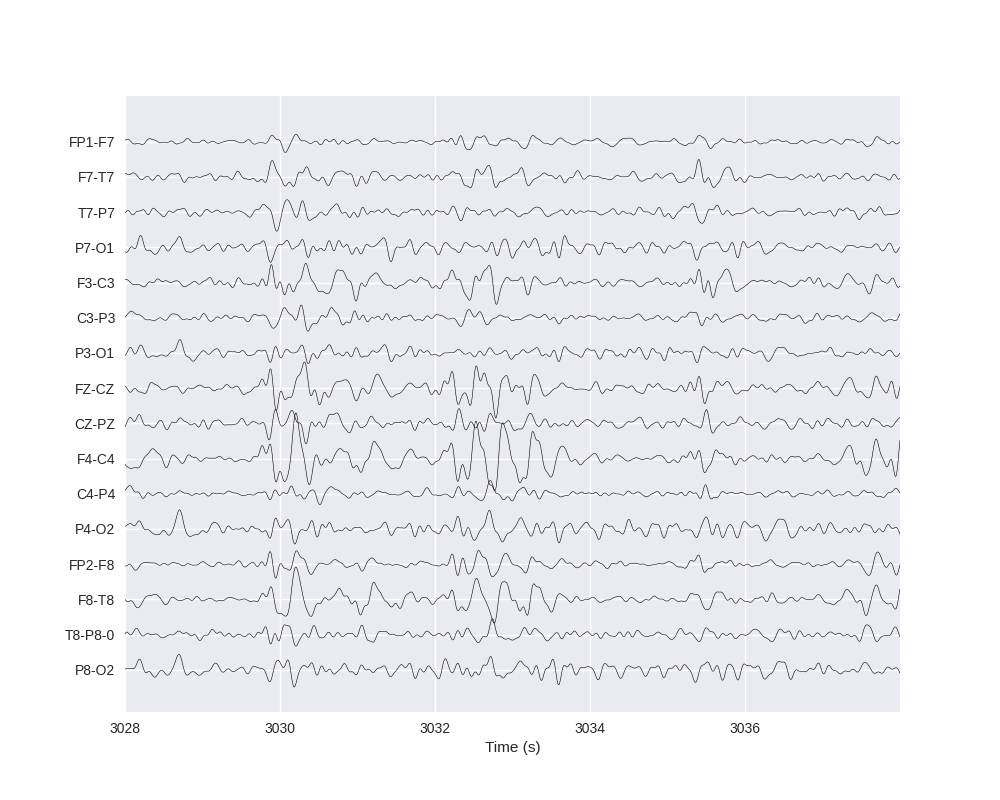 FP1-F7
F7-T7
T7-P7
P7-O1
F3-C3
C3-P3
P3-O1
FZ-CZ
CZ-PZ
F4-C4
C4-P4
P4-O2
FP2-F8
F8-T8
T8-P8-0
P8-O2
3028 3030 3032 3034 3036
Time (s)